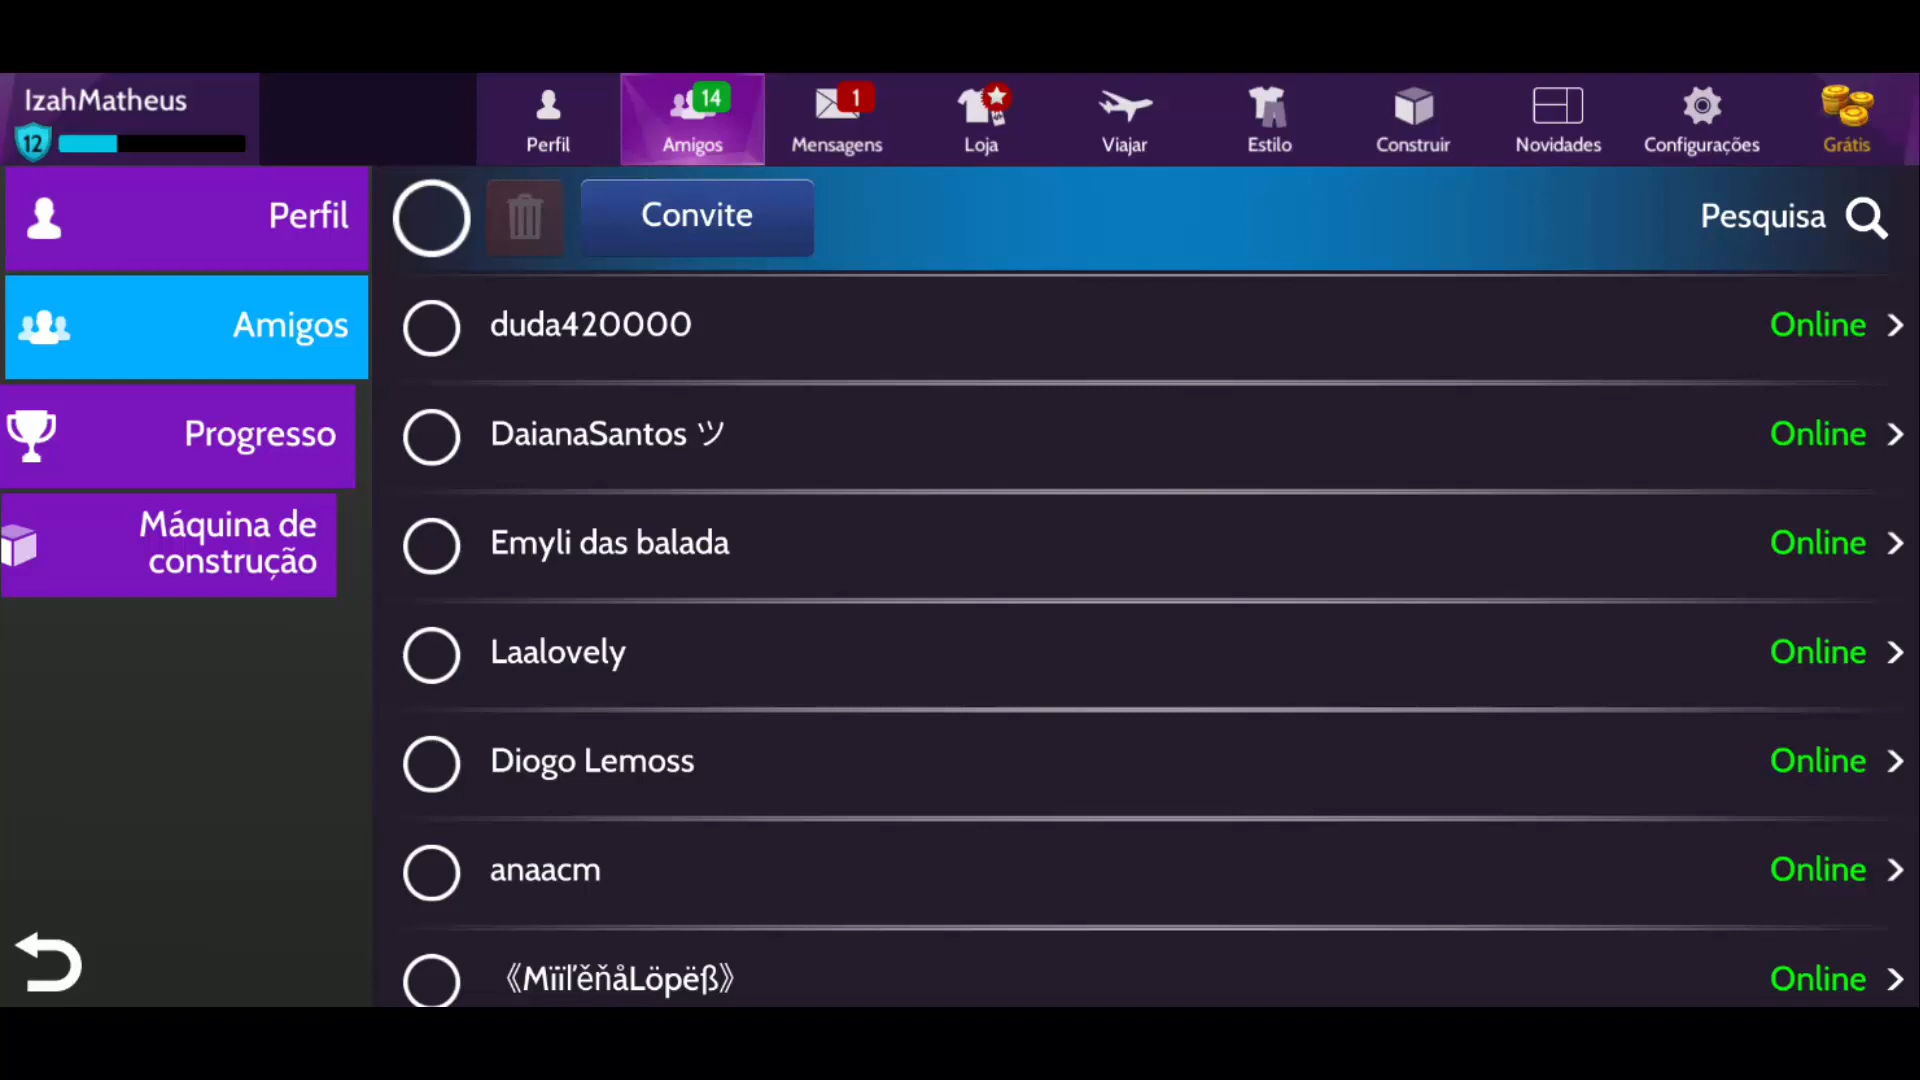 IzahMatheus
12
Perfil
14
Amigos
1
Mensagens
Loja
Viajar
Estilo
Construir
Novidades
Configurações
Grátis
Perfil
Amigos
Progresso
Máquina de
construção
Convite
Pesquisa
duda420000 Online
DaianaSantos ツ Online
Emyli das balada Online
Laalovely Online
Diogo Lemoss Online
anaacm Online
《MïïľěňåLöpëß》 Online